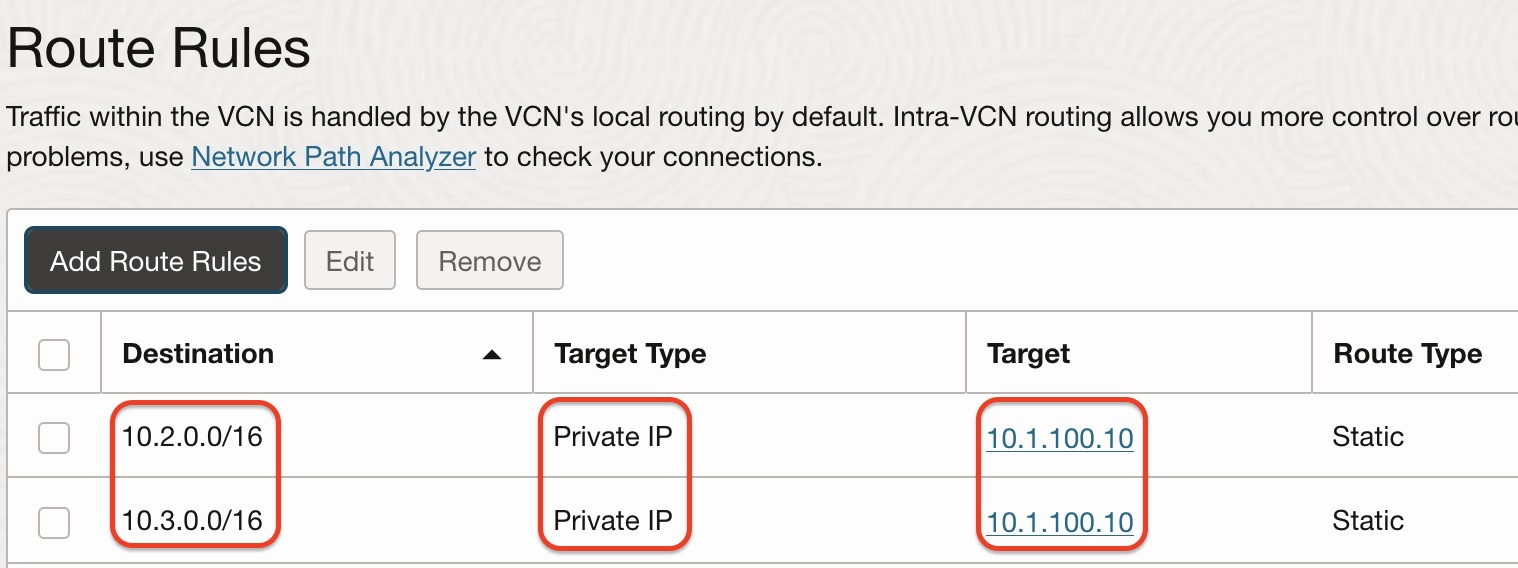 Route Rules
Traffic within the VCN is handled by the VCN's local routing by default. Intra-VCN routing allows you more control over
problems, use Network Path Analyzer to check your connections.
Add Route Rules Edit Remove
Destination Target Type Target Route Type
10.2.0.0/16 Private IP 10.1.100.10 Static
10.3.0.0/16 Private IP 10.1.100.10 Static